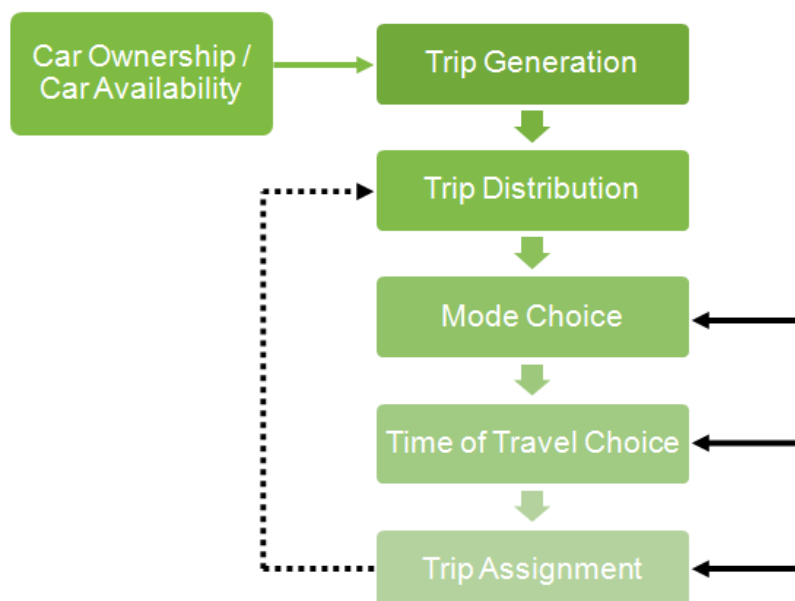 Car Ownership /
Car Availability
Trip Generation
Trip Distribution
Mode Choice
Time of Travel Choice
Trip Assignment